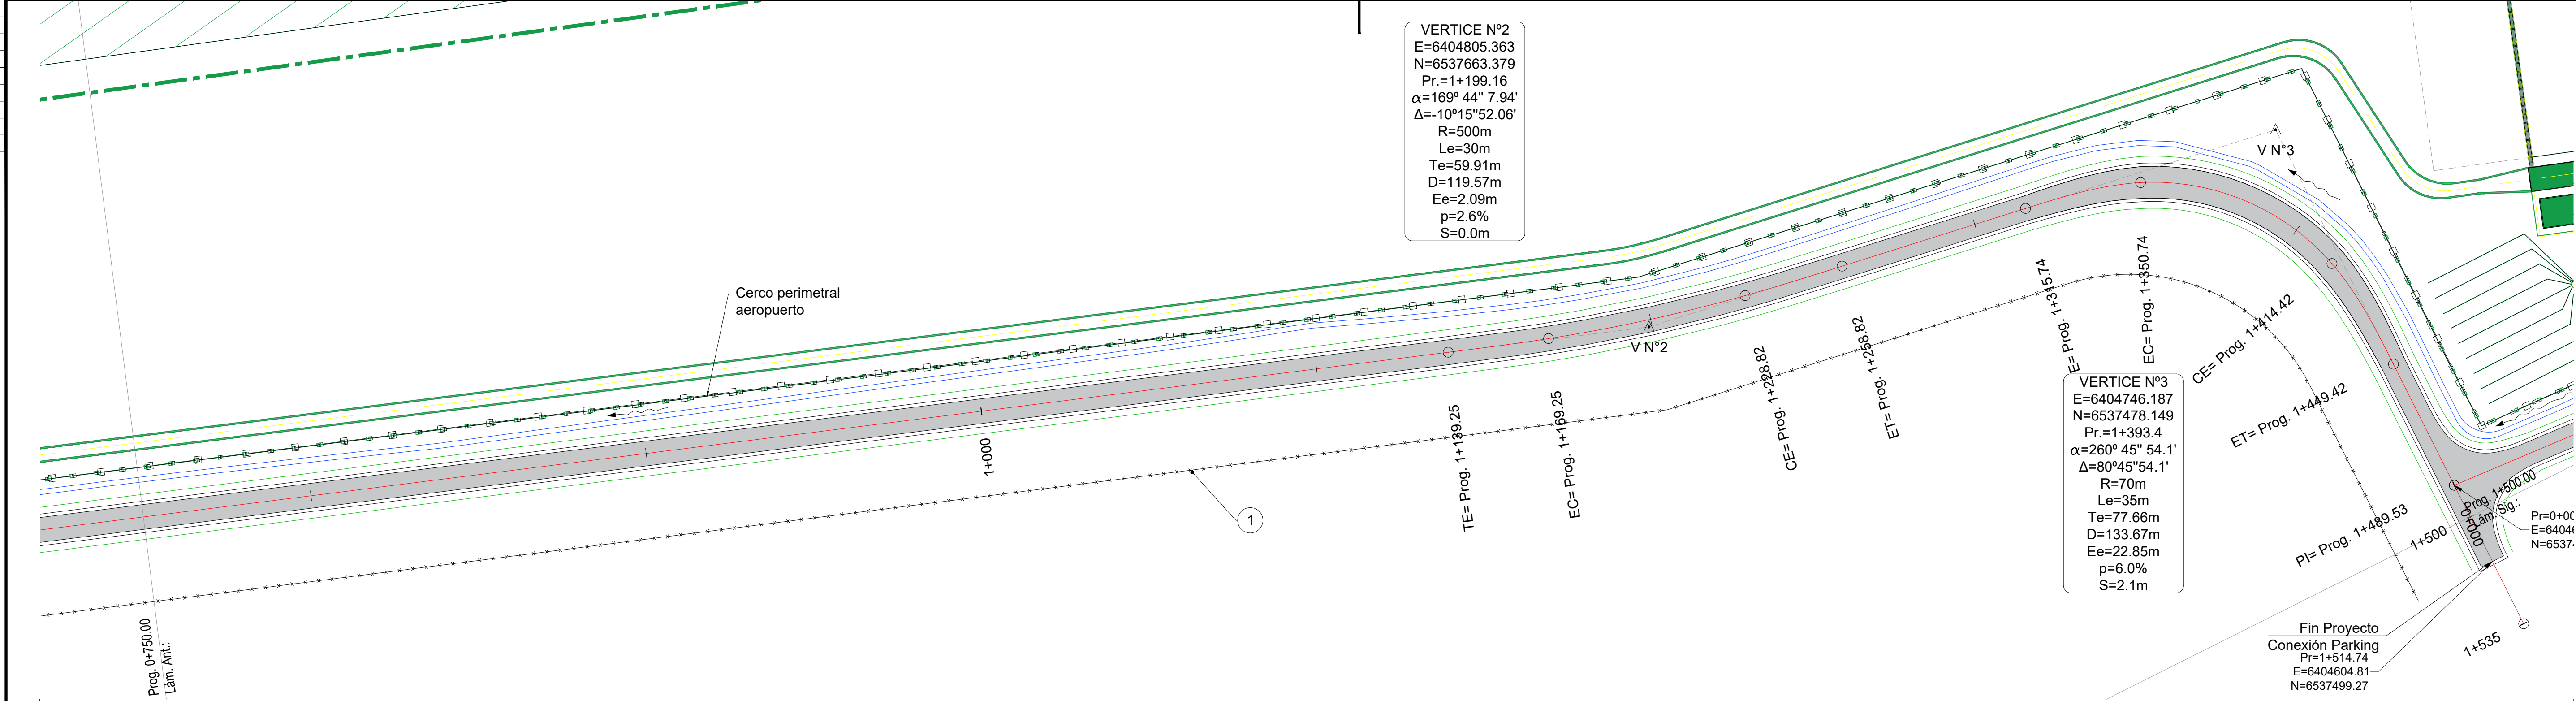 VERTICE Nº2
E=6404805.363
N=6537663.379
Pr.=1+199.16
α=169º 44'' 7.94'
Δ=-10º15''52.06'
R=500m
Le=30m
Te=59.91m
D=119.57m
Ee=2.09m
p=2.6%
S=0.0m
V N°3
Cerco perimetral
aeropuerto
V N°2
1+000
1
TE= Prog. 1+139.25
EC= Prog. 1+169.25
CE= Prog. 1+228.82
ET= Prog. 1+258.82
E= Prog. 1+315.74
EC= Prog. 1+350.74
CE= Prog. 1+414.42
ET= Prog. 1+449.42
PI= Prog. 1+489.53
VERTICE Nº3
E=6404746.187
N=6537478.149
Pr.=1+393.4
α=260º 45'' 54.1'
Δ=80º45''54.1'
R=70m
Le=35m
Te=77.66m
D=133.67m
Ee=22.85m
p=6.0%
S=2.1m
Prog. 1+500.00
Lám. Sig.:
1+500
0+000
Pr=0+00
E=64046
N=6537
Fin Proyecto
Conexión Parking
Pr=1+514.74
E=6404604.81
N=6537499.27
1+535
Prog. 0+750.00
Lám. Ant.: